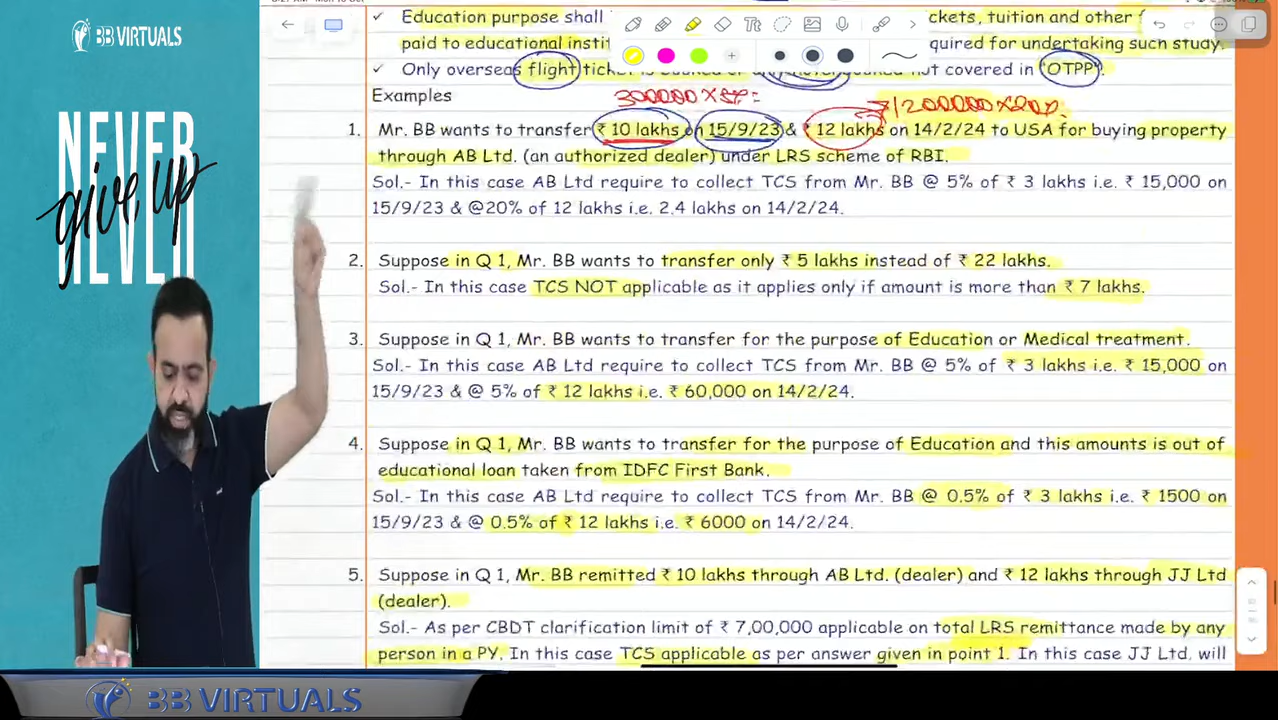 BB VIRTUALS
NEVER
give up
NEVER
Education purpose shall
ckets, tuition and other
paid to educational instit
quired for undertaking such study.
Only overseas flight ticket is booked or only hotel booked not covered in 'OTPP'.
Examples
300000 X 5% =
1200000 X 20%
1. Mr. BB wants to transfer ₹ 10 lakhs on 15/9/23 & ₹ 12 lakhs on 14/2/24 to USA for buying property
through AB Ltd. (an authorized dealer) under LRS scheme of RBI.
Sol.- In this case AB Ltd require to collect TCS from Mr. BB @ 5% of ₹ 3 lakhs i.e. ₹ 15,000 on
15/9/23 & @20% of 12 lakhs i.e. 2.4 lakhs on 14/2/24.
2. Suppose in Q 1, Mr. BB wants to transfer only ₹ 5 lakhs instead of ₹ 22 lakhs.
Sol.- In this case TCS NOT applicable as it applies only if amount is more than ₹ 7 lakhs.
3. Suppose in Q 1, Mr. BB wants to transfer for the purpose of Education or Medical treatment.
Sol.- In this case AB Ltd require to collect TCS from Mr. BB @ 5% of ₹ 3 lakhs i.e. ₹ 15,000 on
15/9/23 & @ 5% of ₹ 12 lakhs i.e. ₹ 60,000 on 14/2/24.
4. Suppose in Q 1, Mr. BB wants to transfer for the purpose of Education and this amounts is out of
educational loan taken from IDFC First Bank.
Sol.- In this case AB Ltd require to collect TCS from Mr. BB @ 0.5% of ₹ 3 lakhs i.e. ₹ 1500 on
15/9/23 & @ 0.5% of ₹ 12 lakhs i.e. ₹ 6000 on 14/2/24.
5. Suppose in Q 1, Mr. BB remitted ₹ 10 lakhs through AB Ltd. (dealer) and ₹ 12 lakhs through JJ Ltd
(dealer).
Sol.- As per CBDT clarification limit of ₹ 7,00,000 applicable on total LRS remittance made by any
person in a PY. In this case TCS applicable as per answer given in point 1. In this case JJ Ltd. will
BB VIRTUALS